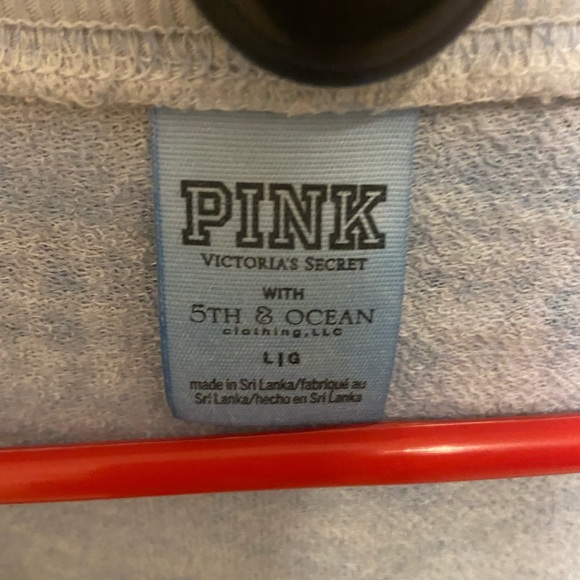 PINK
VICTORIA'S SECRET
WITH
5TH & OCEAN
clothing, LLC
L|G
made in Sri Lanka/fabriqué au
Sri Lanka/hecho en Sri Lanka